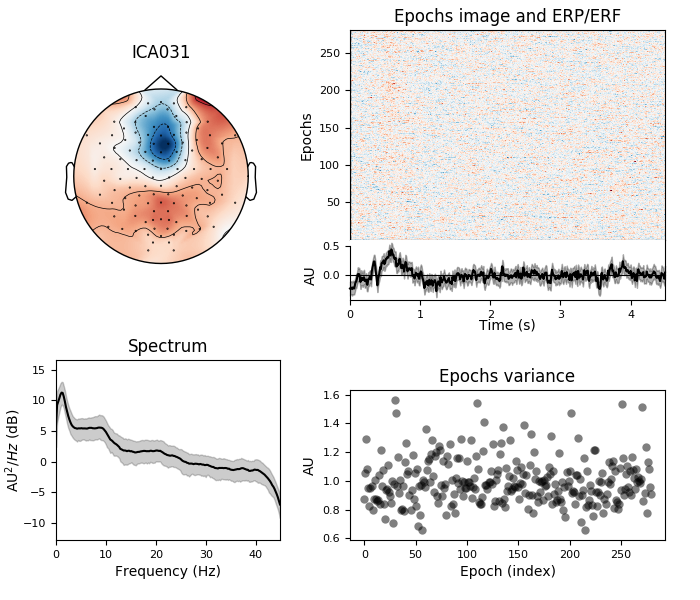 ICA031
Epochs image and ERP/ERF
Epochs
250
200
150
100
50
AU
0.5
0.0
0 1 2 3 4
Time (s)
Spectrum
AU²/Hz (dB)
15
10
5
0
−5
−10
0 10 20 30 40
Frequency (Hz)
Epochs variance
AU
1.6
1.4
1.2
1.0
0.8
0.6
0 50 100 150 200 250
Epoch (index)